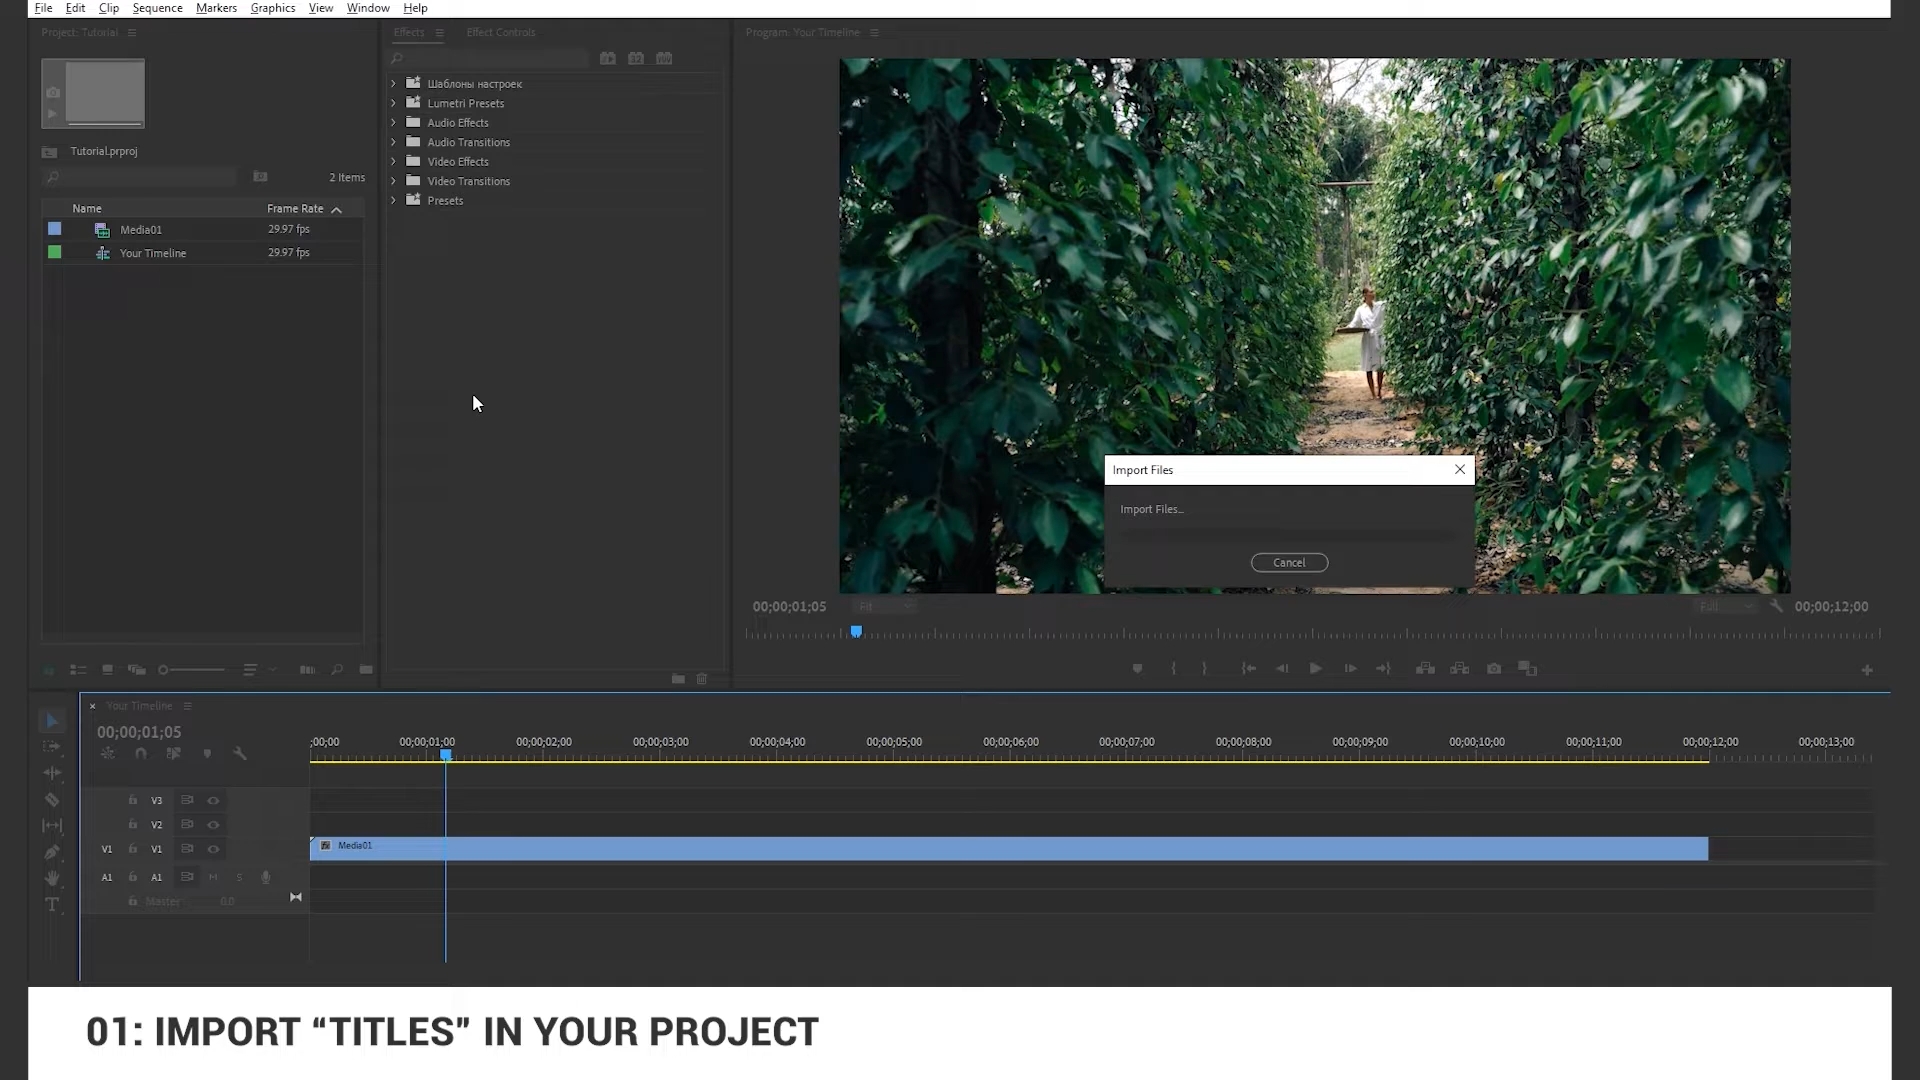 File Edit Clip Sequence Markers Graphics View Window Help
Project: Tutorial
Tutorial.prproj
2 Items
Name Frame Rate
Media01 29.97 fps
Your Timeline 29.97 fps
Effects Effect Controls
Шаблоны настроек
Lumetri Presets
Audio Effects
Audio Transitions
Video Effects
Video Transitions
Presets
Program: Your Timeline
Import Files
Import Files...
Cancel
00;00;01;05 Fit Full 00;00;12;00
× Your Timeline
00;00;01;05
;00;00 00;00;01;00 00;00;02;00 00;00;03;00 00;00;04;00 00;00;05;00 00;00;06;00 00;00;07;00 00;00;08;00 00;00;09;00 00;00;10;00 00;00;11;00 00;00;12;00 00;00;13;00
V3
V2
V1 V1 fx Media01
A1 A1 M S
Master 0.0
01: IMPORT “TITLES” IN YOUR PROJECT